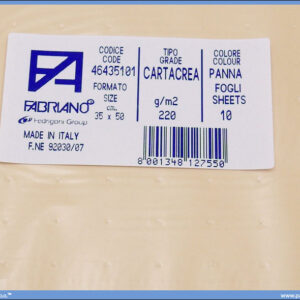 CODICE
CODE
46435101
TIPO
GRADE
CARTACREA
COLORE
COLOUR
PANNA
FABRIANO
Fedrigoni Group
FORMATO
SIZE
cm.
35 x 50
g/m2
220
FOGLI
SHEETS
10
MADE IN ITALY
F.NE 92030/07
8 001348 127550